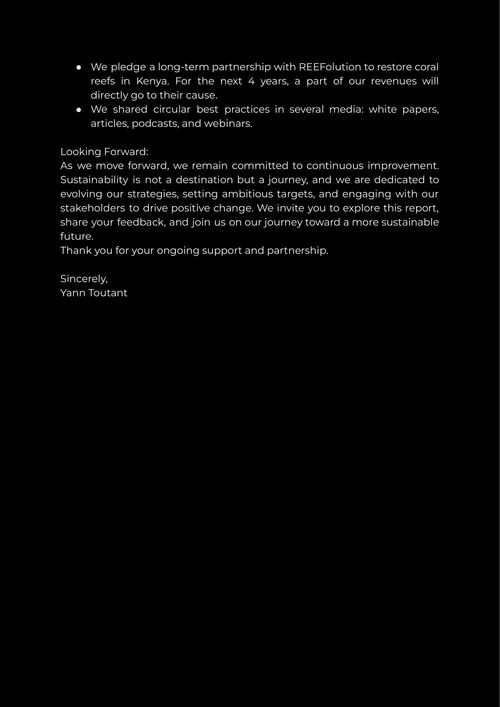 ● We pledge a long-term partnership with REEFolution to restore coral
reefs in Kenya. For the next 4 years, a part of our revenues will
directly go to their cause.
● We shared circular best practices in several media: white papers,
articles, podcasts, and webinars.
Looking Forward:
As we move forward, we remain committed to continuous improvement.
Sustainability is not a destination but a journey, and we are dedicated to
evolving our strategies, setting ambitious targets, and engaging with our
stakeholders to drive positive change. We invite you to explore this report,
share your feedback, and join us on our journey toward a more sustainable
future.
Thank you for your ongoing support and partnership.
Sincerely,
Yann Toutant